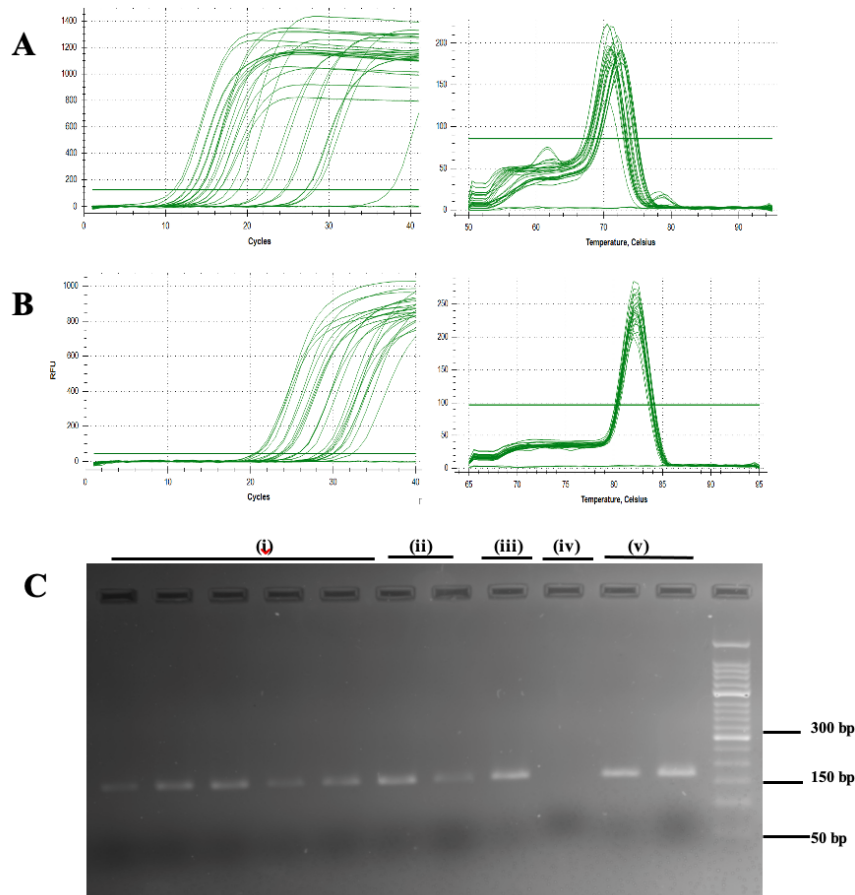 A
1400
1200
1000
800
600
400
200
0
0 10 20 30 40
Cycles
200
150
100
50
0
50 60 70 80 90
Temperature, Celsius
B
RFU
1000
800
600
400
200
0
0 10 20 30 40
Cycles
250
200
150
100
50
0
65 70 75 80 85 90 95
Temperature, Celsius
C
(i) (ii) (iii) (iv) (v)
300 bp
150 bp
50 bp